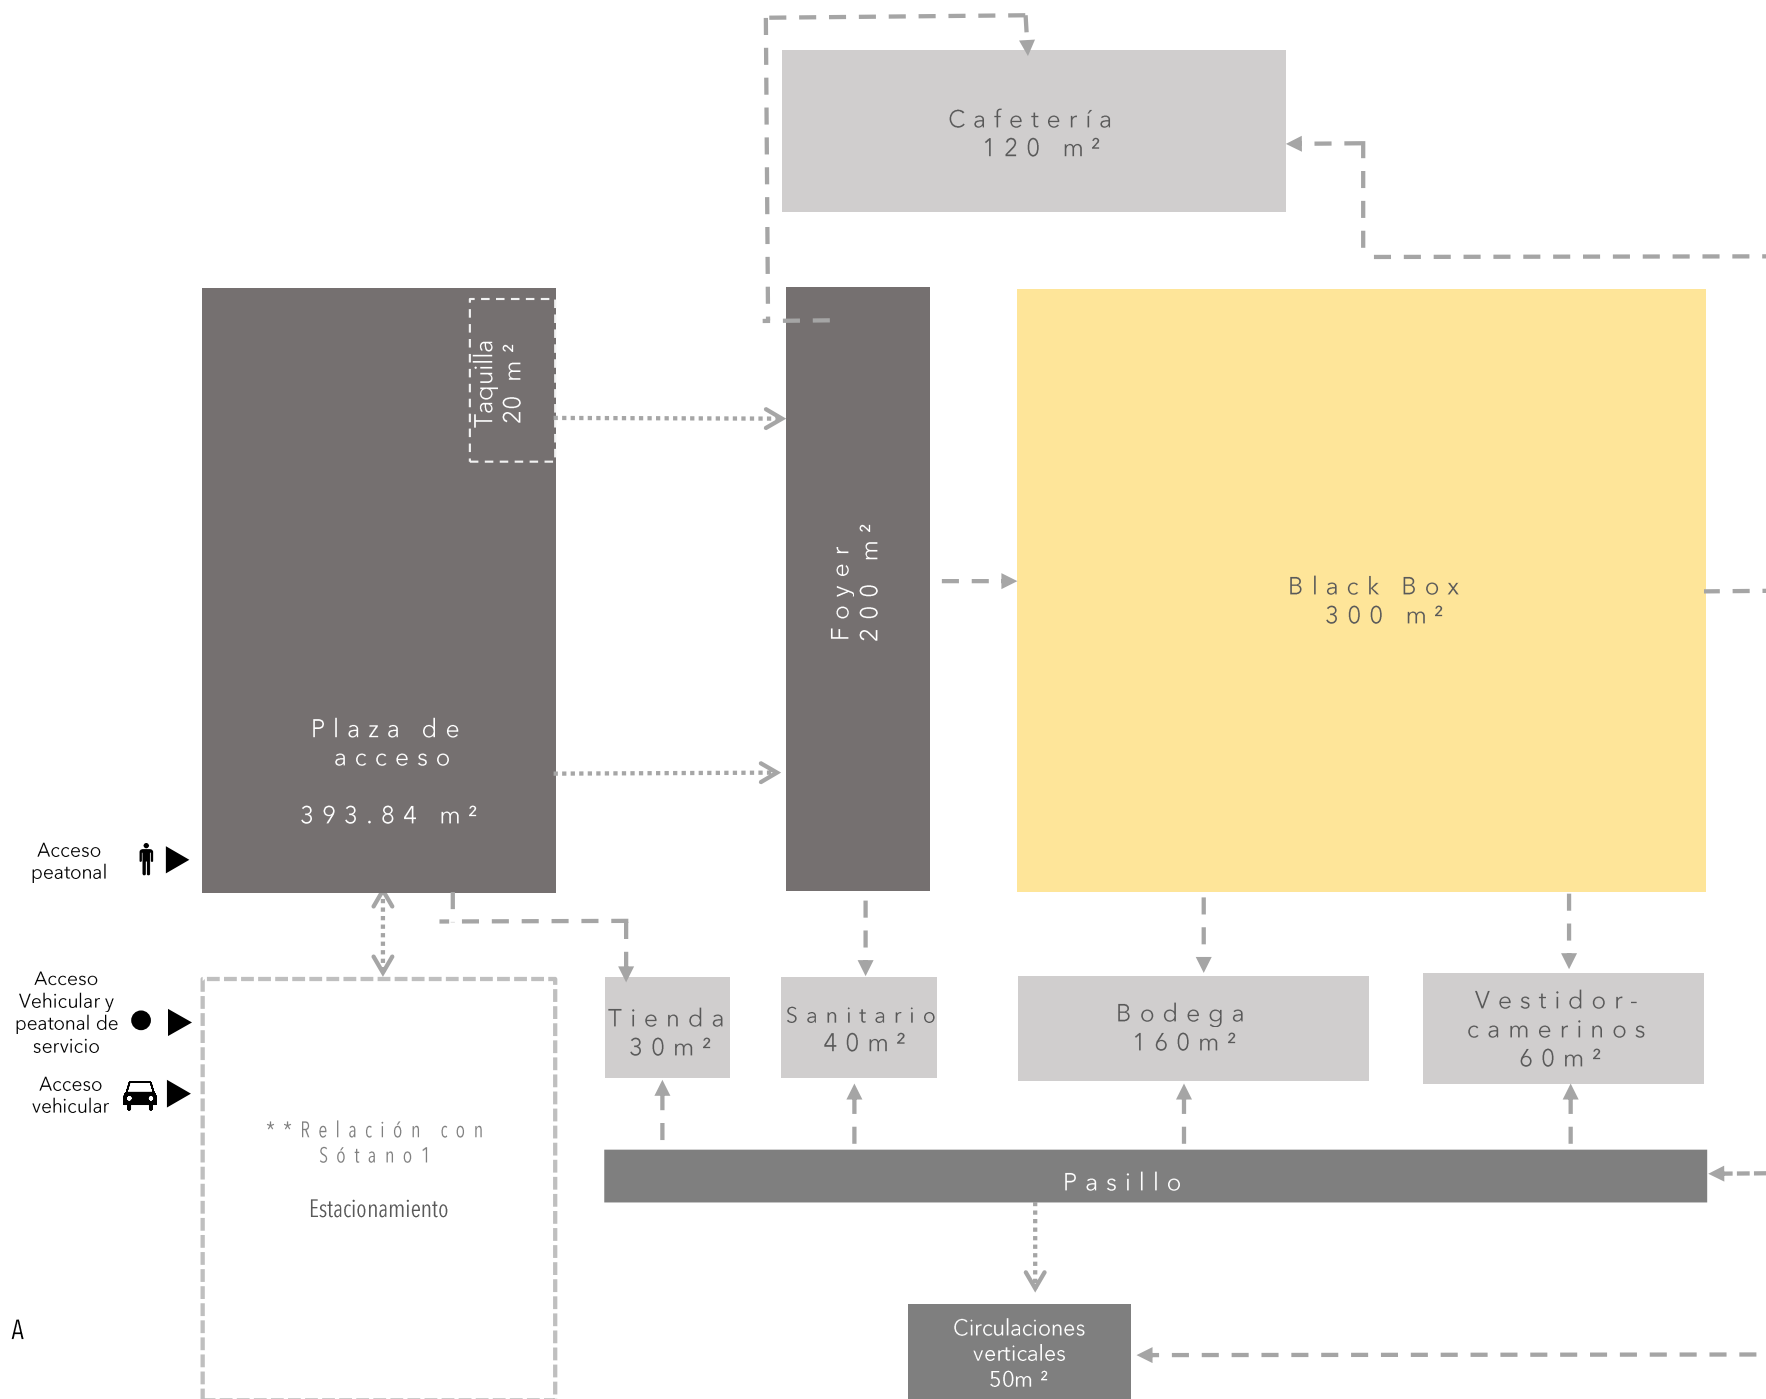 Cafetería
120 m²
Taquilla
20 m²
Foyer
200 m²
Black Box
300 m²
Plaza de
acceso
393.84 m²
Acceso
peatonal
Acceso
Vehicular y
peatonal de
servicio
Acceso
vehicular
Tienda
30m²
Sanitario
40m²
Bodega
160m²
Vestidor-
camerinos
60m²
**Relación con
Sótano1
Estacionamiento
Pasillo
Circulaciones
verticales
50m²
A